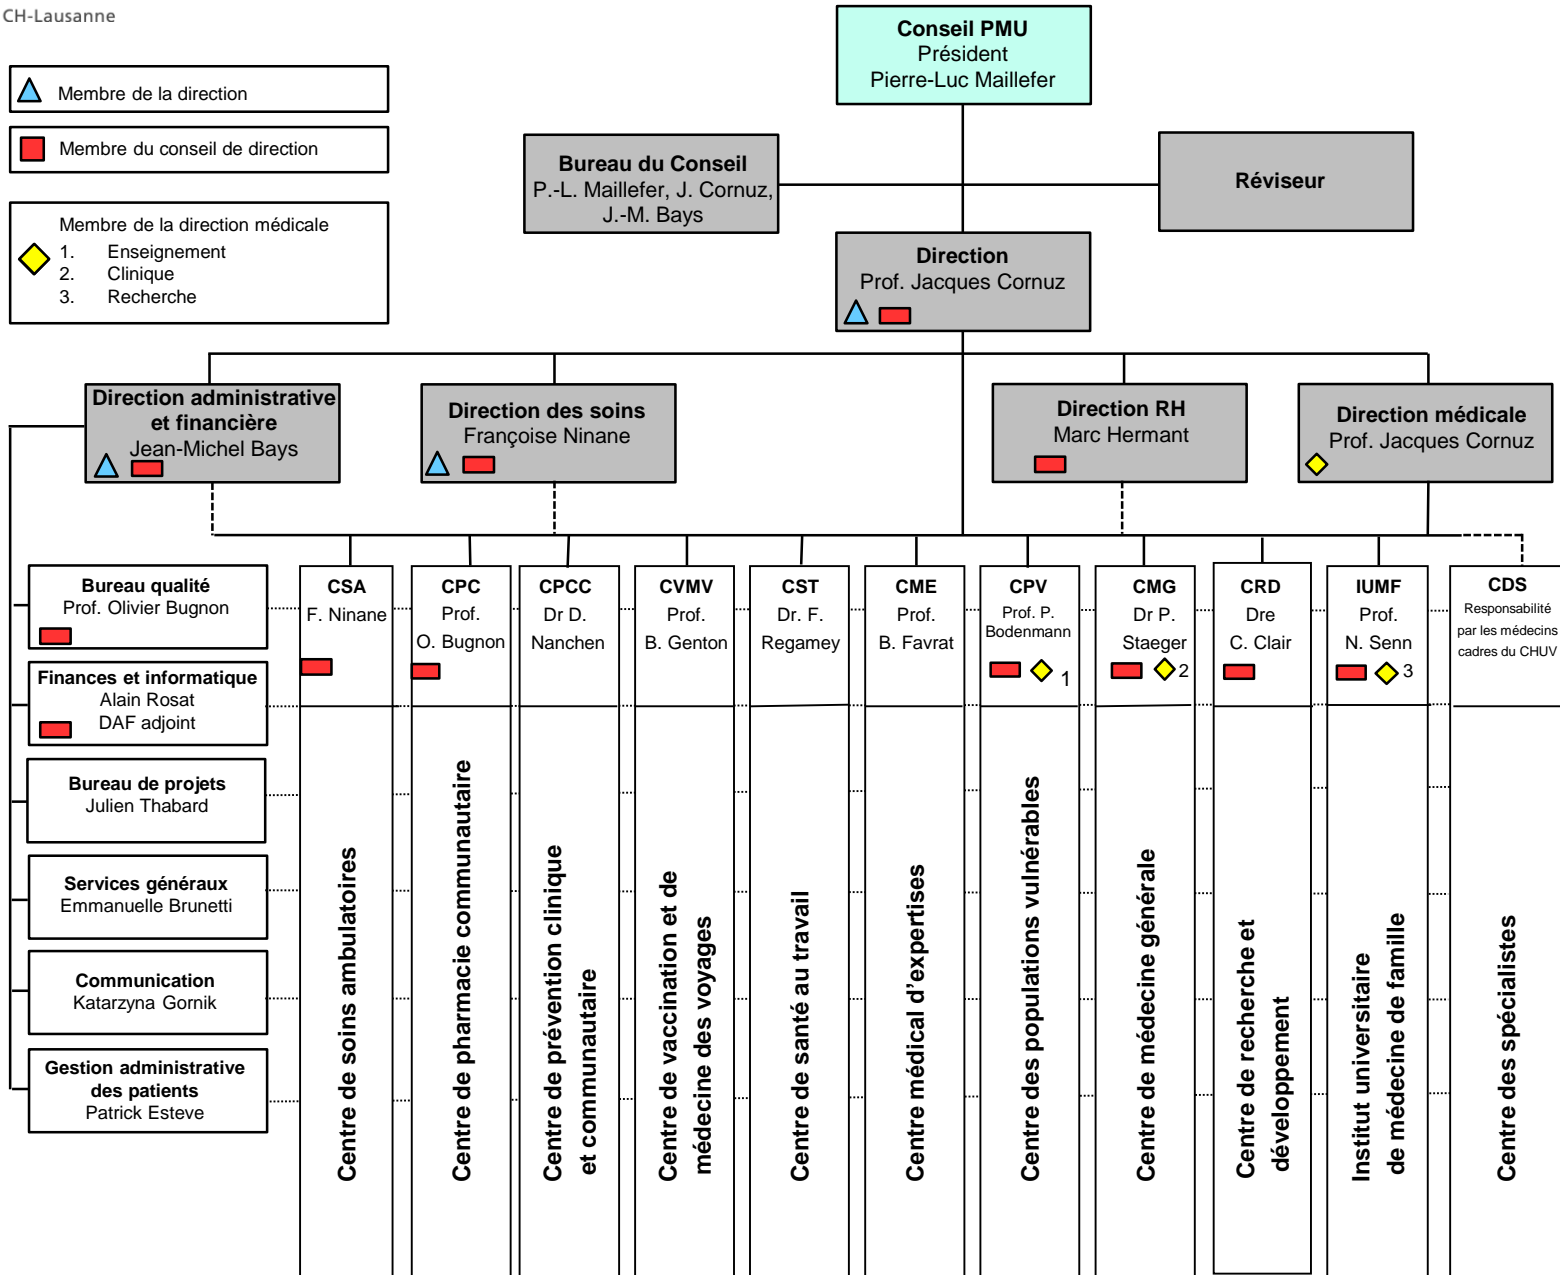 CH-Lausanne
Conseil PMU
Président
Pierre-Luc Maillefer
Membre de la direction
Membre du conseil de direction
Membre de la direction médicale
1. Enseignement
2. Clinique
3. Recherche
Bureau du Conseil
P.-L. Maillefer, J. Cornuz,
J.-M. Bays
Réviseur
Direction
Prof. Jacques Cornuz
Direction administrative
et financière
Jean-Michel Bays
Direction des soins
Françoise Ninane
Direction RH
Marc Hermant
Direction médicale
Prof. Jacques Cornuz
Bureau qualité
Prof. Olivier Bugnon
Finances et informatique
Alain Rosat
DAF adjoint
Bureau de projets
Julien Thabard
Services généraux
Emmanuelle Brunetti
Communication
Katarzyna Gornik
Gestion administrative
des patients
Patrick Esteve
CSA
F. Ninane
Centre de soins ambulatoires
CPC
Prof.
O. Bugnon
Centre de pharmacie communautaire
CPCC
Dr D.
Nanchen
Centre de prévention clinique
et communautaire
CVMV
Prof.
B. Genton
Centre de vaccination et de
médecine des voyages
CST
Dr. F.
Regamey
Centre de santé au travail
CME
Prof.
B. Favrat
Centre médical d'expertises
CPV
Prof. P.
Bodenmann
1
Centre des populations vulnérables
CMG
Dr P.
Staeger
2
Centre de médecine générale
CRD
Dre
C. Clair
Centre de recherche et
développement
IUMF
Prof.
N. Senn
3
Institut universitaire
de médecine de famille
CDS
Responsabilité
par les médecins
cadres du CHUV
Centre des spécialistes